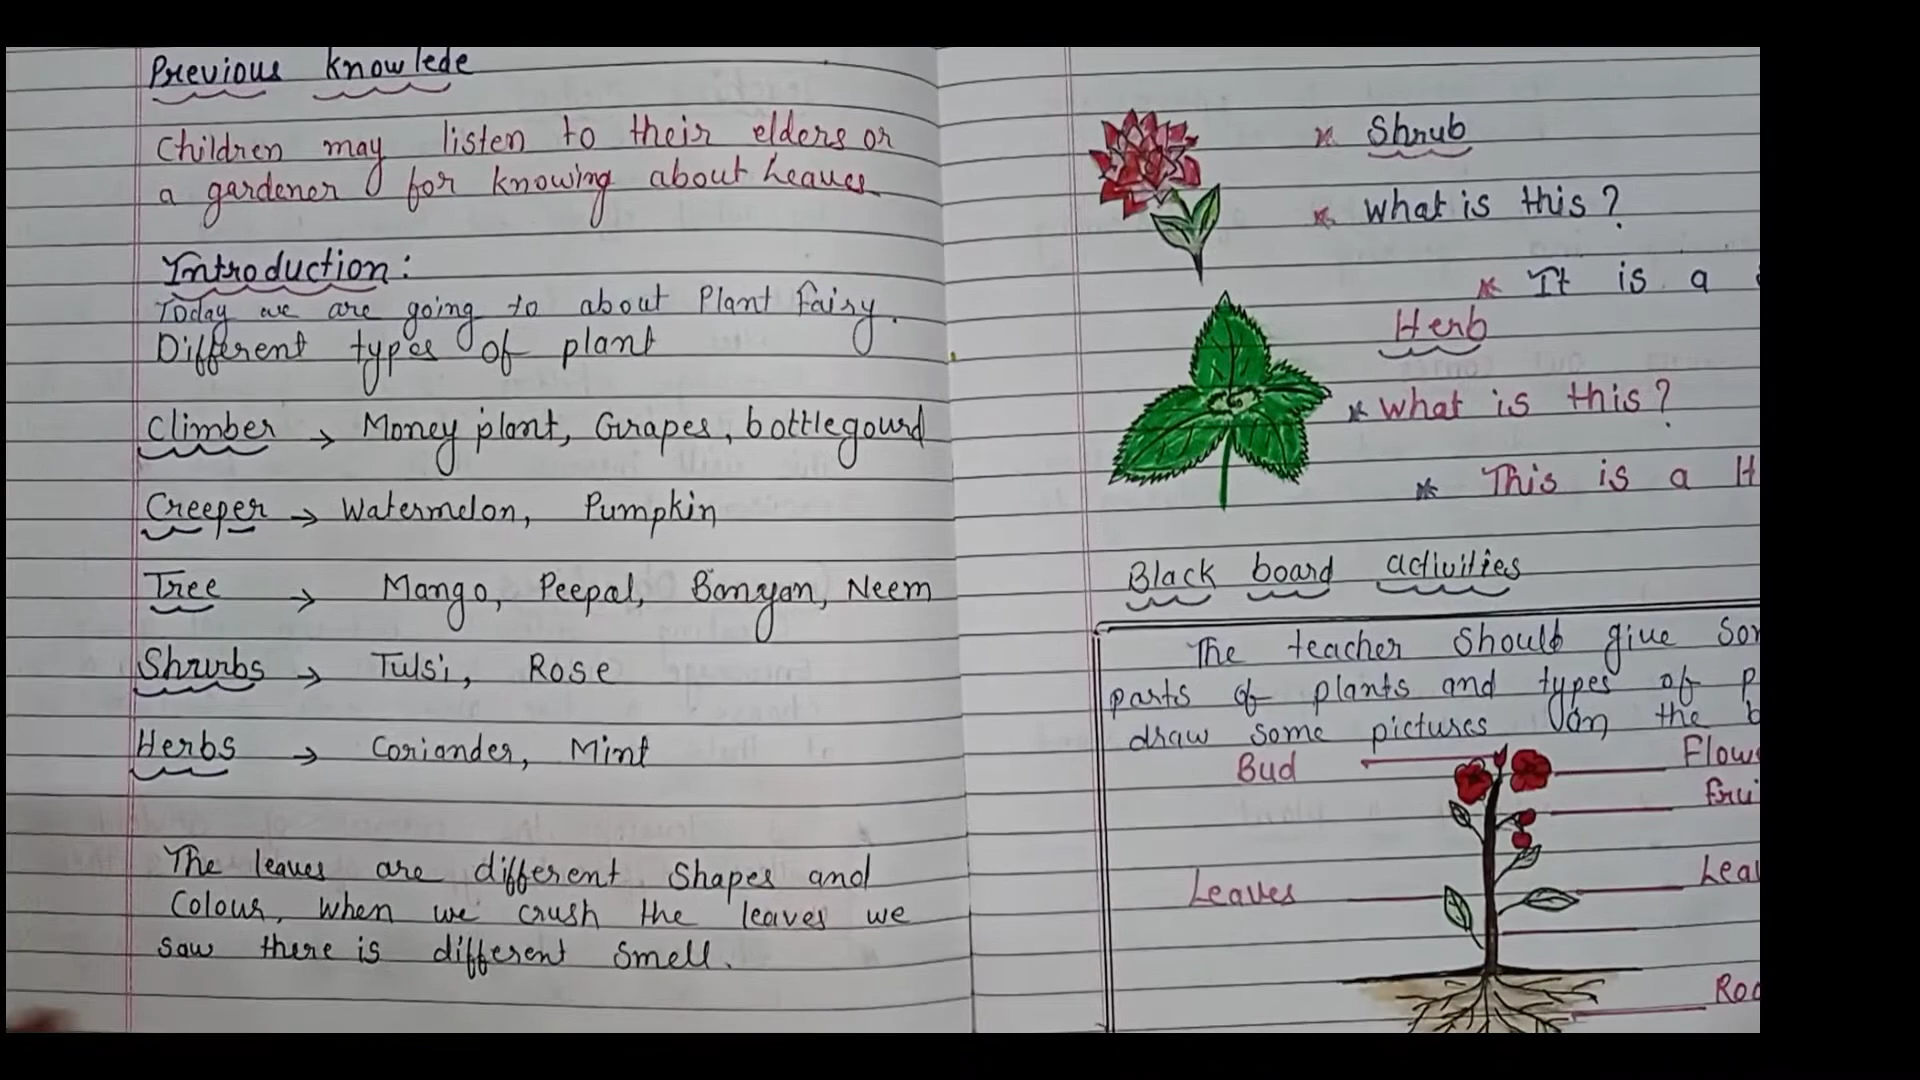 Previous knowlede
Children may listen to their elders or
a gardener for knowing about Leaves
Introduction:
Today we are going to about Plant Fairy.
Different types of plant
Climber → Money plant, Grapes, bottlegourd
Creeper → Watermelon, Pumpkin
Tree → Mango, Peepal, Banyan, Neem
Shrubs → Tulsi, Rose
Herbs → Coriander, Mint
The leaves are different Shapes and
Colour, when we crush the leaves we
saw there is different smell.
* Shrub
* What is this?
* It is a
Herb
* What is this?
* This is a H
Black board activities
The teacher should give Som
parts of plants and types of p
draw some pictures on the b
Bud
Flow
frui
Leaves
Lea
Roo